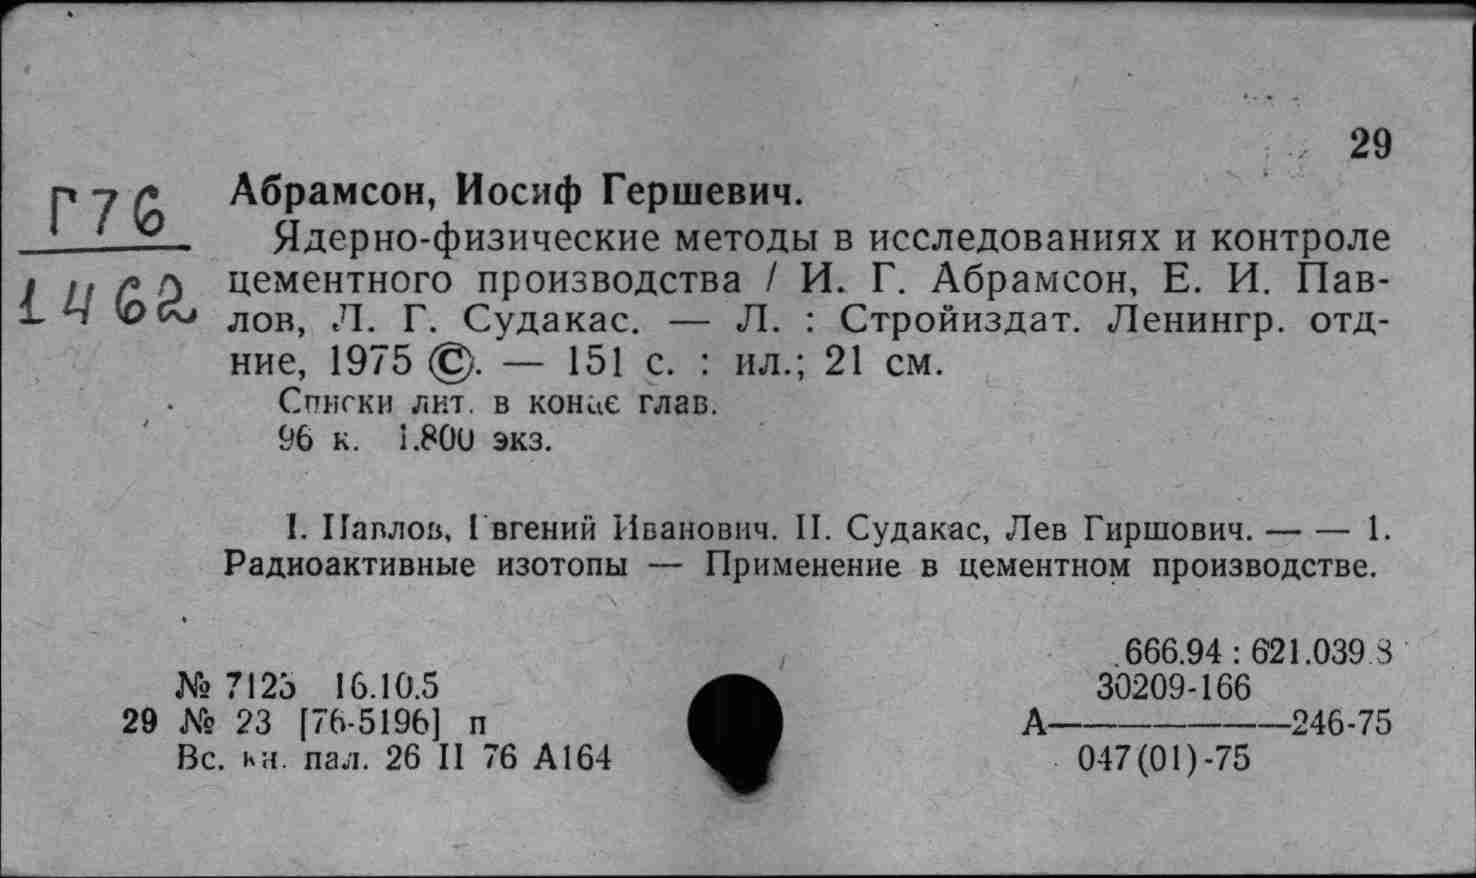 29
Г76
1462
Абрамсон, Иосиф Гершевич.
Ядерно-физические методы в исследованиях и контроле
цементного производства / И. Г. Абрамсон, Е. И. Пав-
лов, Л. Г. Судакас. — Л. : Стройиздат. Ленингр. отд-
ние, 1975 ©. — 151 с. : ил.; 21 см.
Списки лит. в конце глав.
96 к. 1.800 экз.
I. Павлов, Евгений Иванович. II. Судакас, Лев Гиршович. — — 1.
Радиоактивные изотопы — Применение в цементном производстве.
666.94 : 621.039.8
№ 7123 16.10.5
30209-166
29 № 23 [76-5196] п
А————246-75
Вс. кн. пал. 26 II 76 А164
047(01)-75